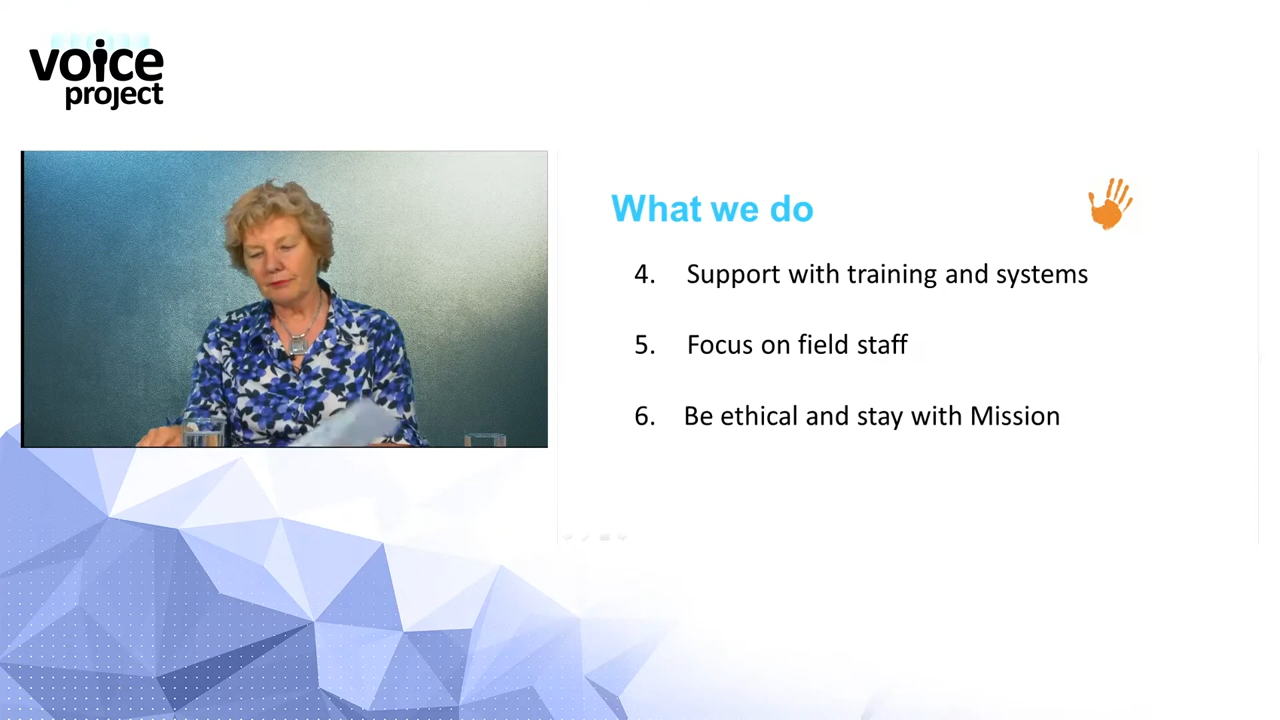 voice
project
What we do
4. Support with training and systems
5. Focus on field staff
6. Be ethical and stay with Mission